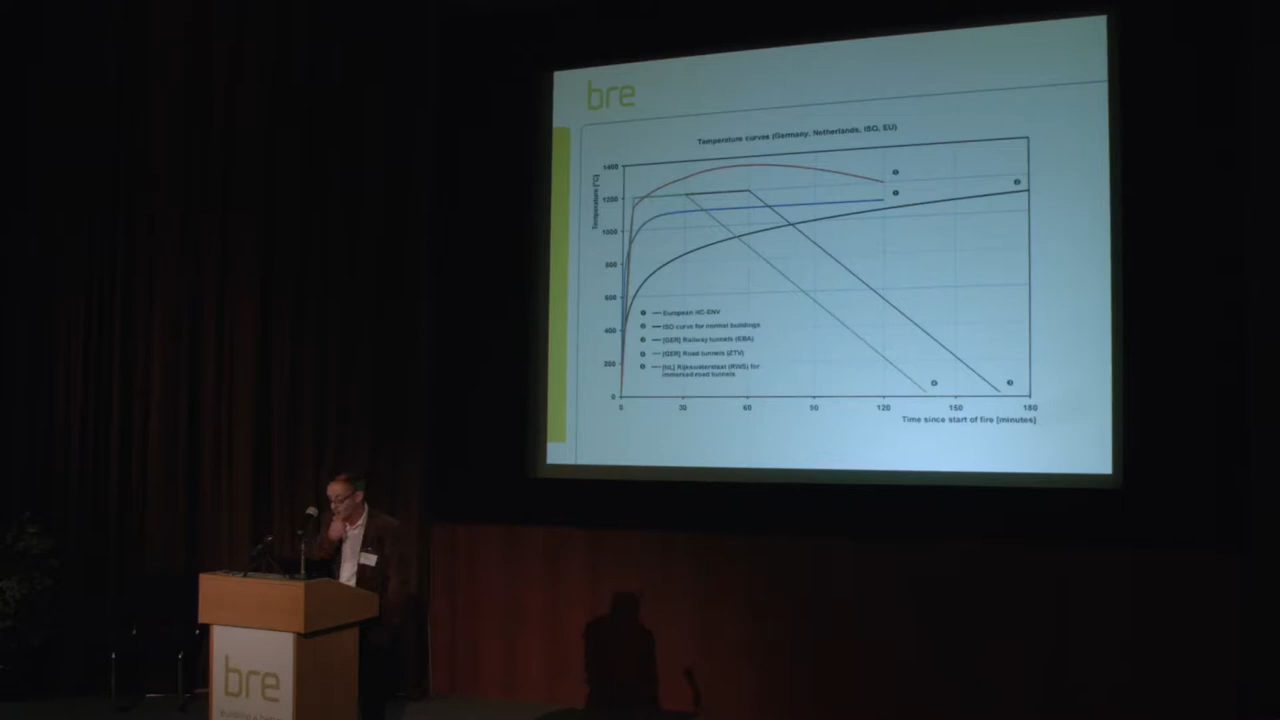 bre
Temperature curves (Germany, Netherlands, ISO, EU)
Temperature [°C]
1400
1200
1000
800
600
400
200
0
European HC-ENV
ISO curve for normal buildings
[GER] Railway tunnels (EBA)
[GER] Road tunnels (ZTV)
[NL] Rijkswaterstaat (RWS) for
immersed road tunnels
0 30 60 90 120 150 180
Time since start of fire [minutes]
bre